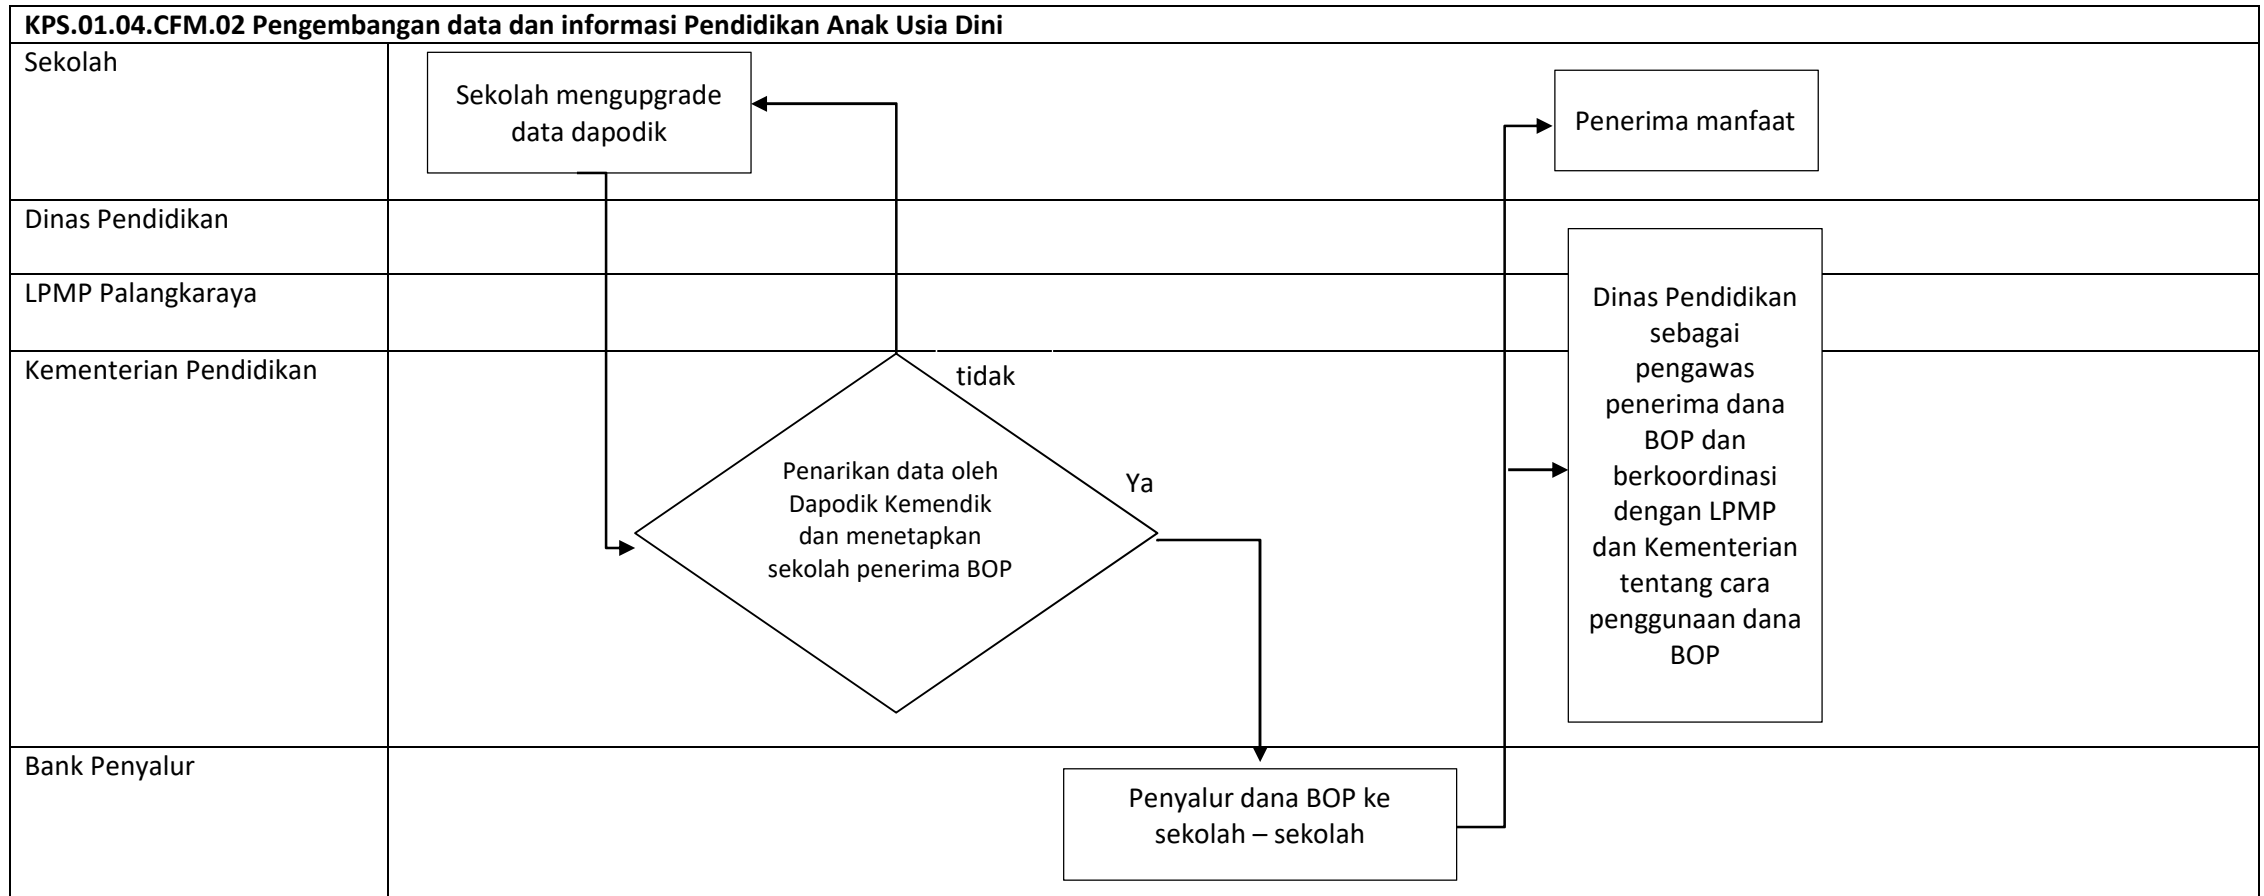 KPS.01.04.CFM.02 Pengembangan data dan informasi Pendidikan Anak Usia Dini
Sekolah
Sekolah mengupgrade
data dapodik
Penerima manfaat
Dinas Pendidikan
LPMP Palangkaraya
Dinas Pendidikan
sebagai
pengawas
penerima dana
BOP dan
berkoordinasi
dengan LPMP
dan Kementerian
tentang cara
penggunaan dana
BOP
Kementerian Pendidikan
tidak
Ya
Penarikan data oleh
Dapodik Kemendik
dan menetapkan
sekolah penerima BOP
Bank Penyalur
Penyalur dana BOP ke
sekolah – sekolah